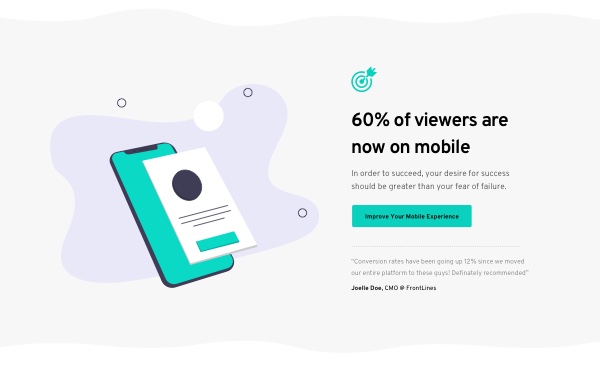 60% of viewers are
now on mobile
In order to succeed, your desire for success
should be greater than your fear of failure.
Improve Your Mobile Experience
"Conversion rates have been going up 12% since we moved
our entire platform to these guys! Definately recommended"
Joelle Doe, CMO @ FrontLines